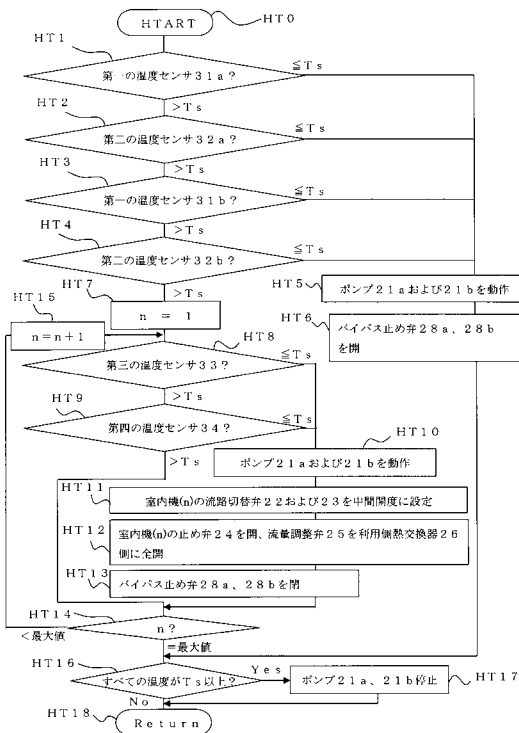 HTART
HT0
HT1
第一の温度センサ31a?
≦Ts
>Ts
HT2
第二の温度センサ32a?
≦Ts
>Ts
HT3
第一の温度センサ31b?
≦Ts
>Ts
HT4
第二の温度センサ32b?
≦Ts
>Ts
HT5
ポンプ21aおよび21bを動作
HT6
バイパス止め弁28a、28b
を開
HT7
n = 1
HT15
n=n+1
HT8
第三の温度センサ33?
≦Ts
>Ts
HT9
第四の温度センサ34?
≦Ts
>Ts
HT10
ポンプ21aおよび21bを動作
HT11
室内機(n)の流路切替弁22および23を中間開度に設定
HT12
室内機(n)の止め弁24を開、流量調整弁25を利用側熱交換器26
側に全開
HT13
バイパス止め弁28a、28bを閉
HT14
n?
<最大値
=最大値
HT16
すべての温度がTs以上?
Yes
ポンプ21a、21b停止
HT17
No
HT18
Return